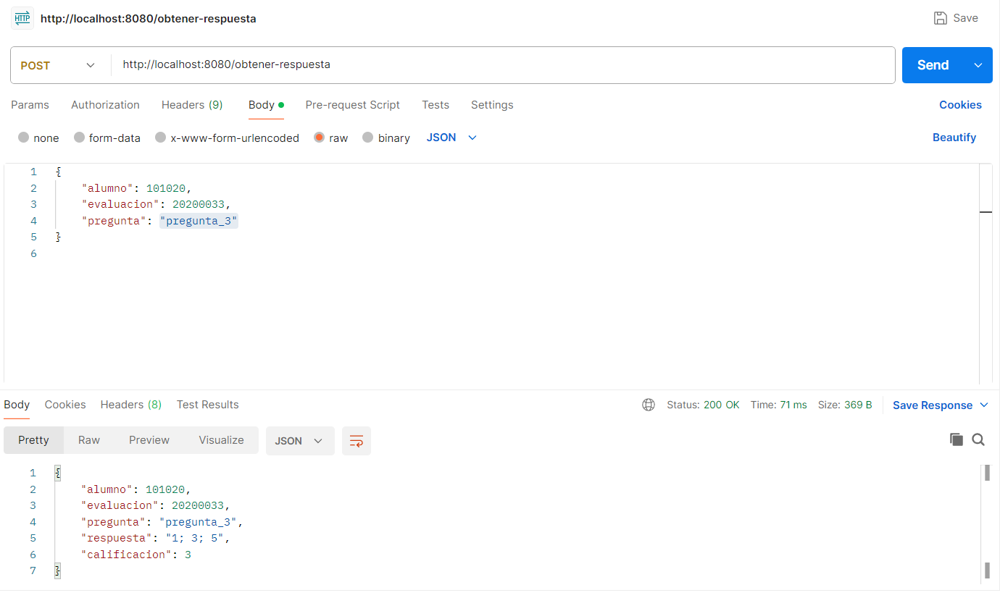 HTTP http://localhost:8080/obtener-respuesta Save
POST http://localhost:8080/obtener-respuesta Send
Params Authorization Headers (9) Body Pre-request Script Tests Settings Cookies
none form-data x-www-form-urlencoded raw binary JSON Beautify
1 {
2 "alumno": 101020,
3 "evaluacion": 20200033,
4 "pregunta": "pregunta_3"
5 }
6
Body Cookies Headers (8) Test Results Status: 200 OK Time: 71 ms Size: 369 B Save Response
Pretty Raw Preview Visualize JSON
1 {
2 "alumno": 101020,
3 "evaluacion": 20200033,
4 "pregunta": "pregunta_3",
5 "respuesta": "1; 3; 5",
6 "calificacion": 3
7 }